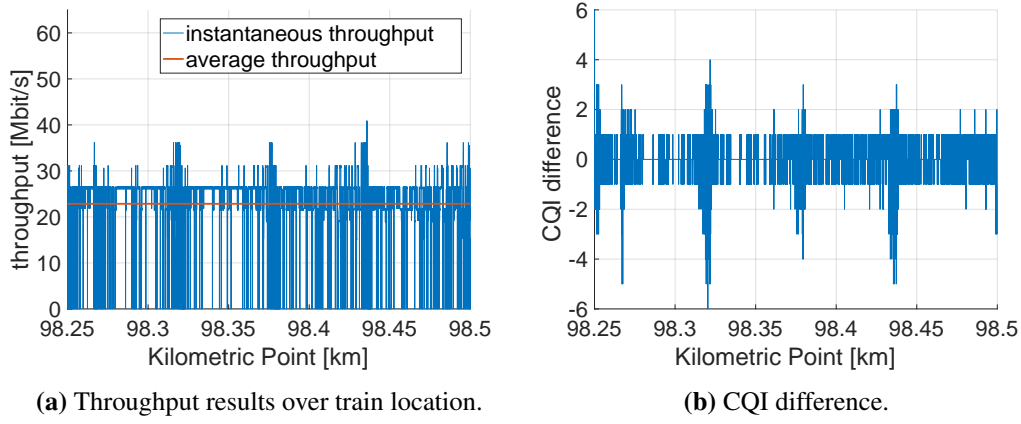 60
50
40
30
20
10
0
throughput [Mbit/s]
instantaneous throughput
average throughput
98.25 98.3 98.35 98.4 98.45 98.5
Kilometric Point [km]
(a) Throughput results over train location.
6
4
2
0
-2
-4
-6
CQI difference
98.25 98.3 98.35 98.4 98.45 98.5
Kilometric Point [km]
(b) CQI difference.